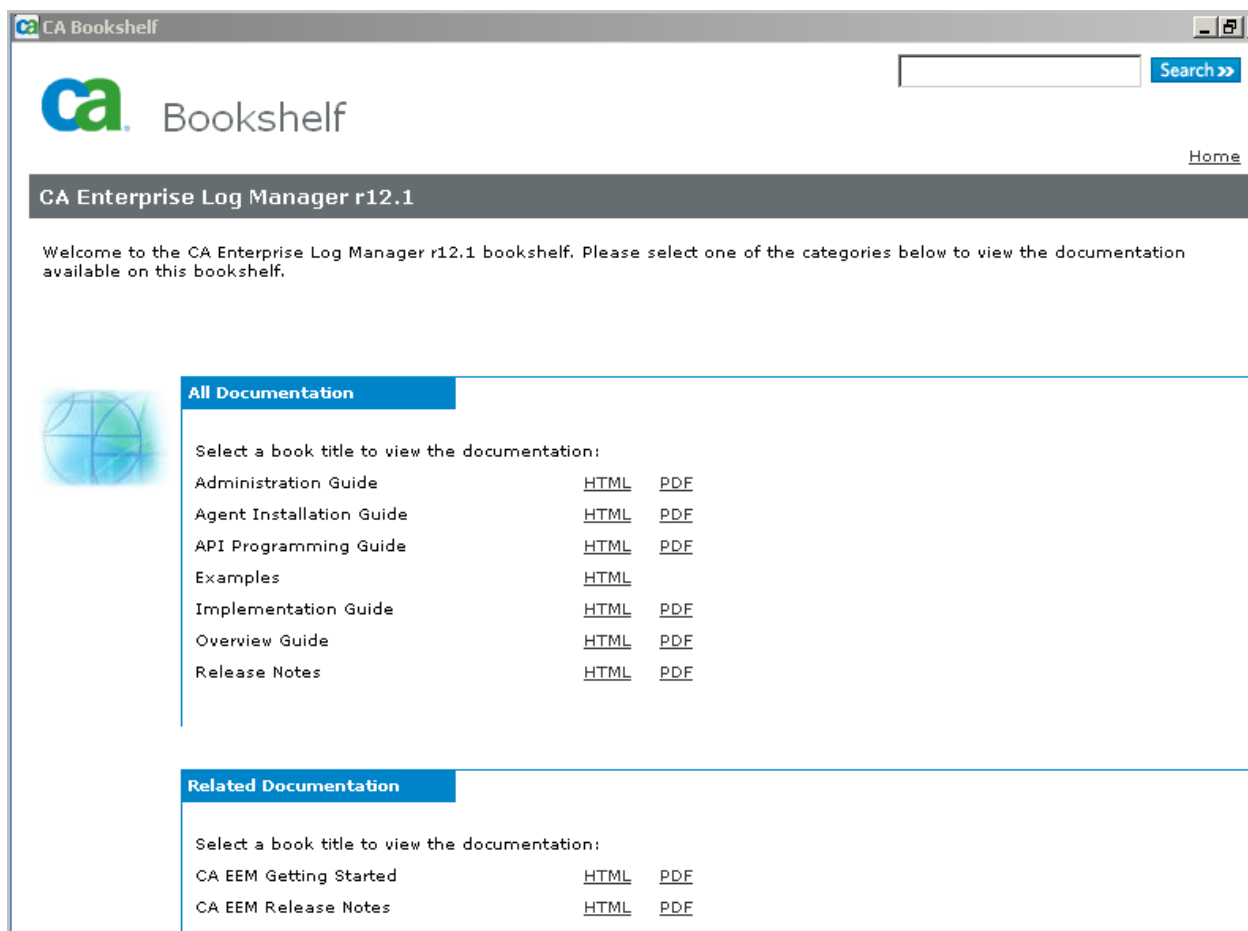 CA Bookshelf
Search >>
ca. Bookshelf
Home
CA Enterprise Log Manager r12.1
Welcome to the CA Enterprise Log Manager r12.1 bookshelf. Please select one of the categories below to view the documentation
available on this bookshelf.
All Documentation
Select a book title to view the documentation:
Administration Guide HTML PDF
Agent Installation Guide HTML PDF
API Programming Guide HTML PDF
Examples HTML
Implementation Guide HTML PDF
Overview Guide HTML PDF
Release Notes HTML PDF
Related Documentation
Select a book title to view the documentation:
CA EEM Getting Started HTML PDF
CA EEM Release Notes HTML PDF